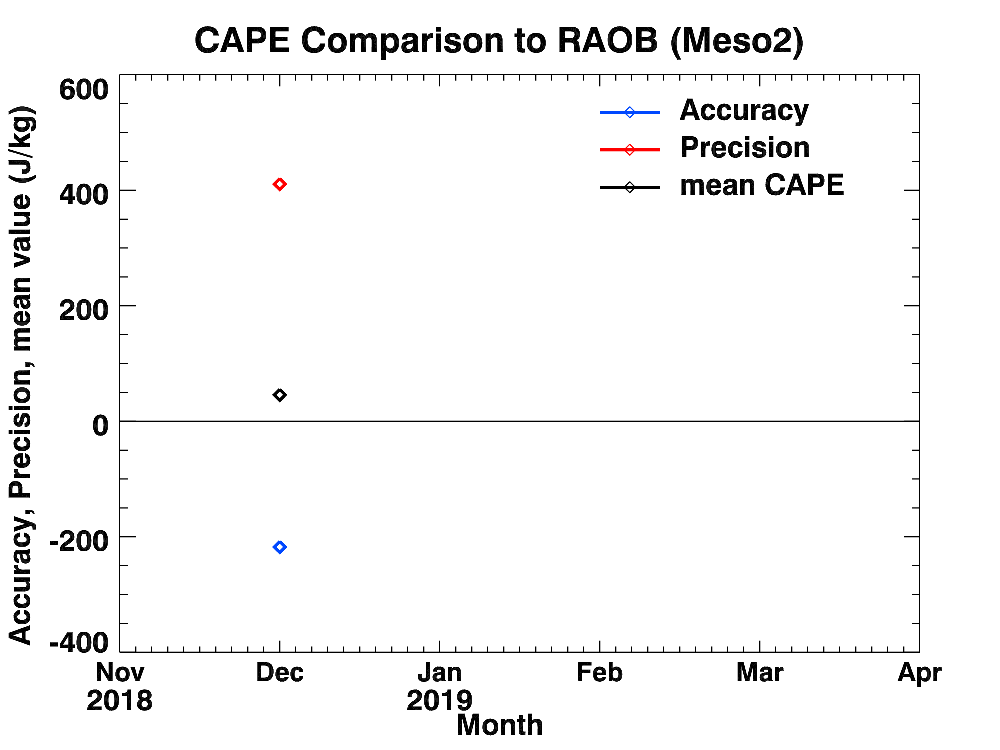 CAPE Comparison to RAOB (Meso2)
Accuracy, Precision, mean value (J/kg)
600
400
200
0
-200
-400
Accuracy
Precision
mean CAPE
Nov Dec Jan Feb Mar Apr
2018 2019
Month